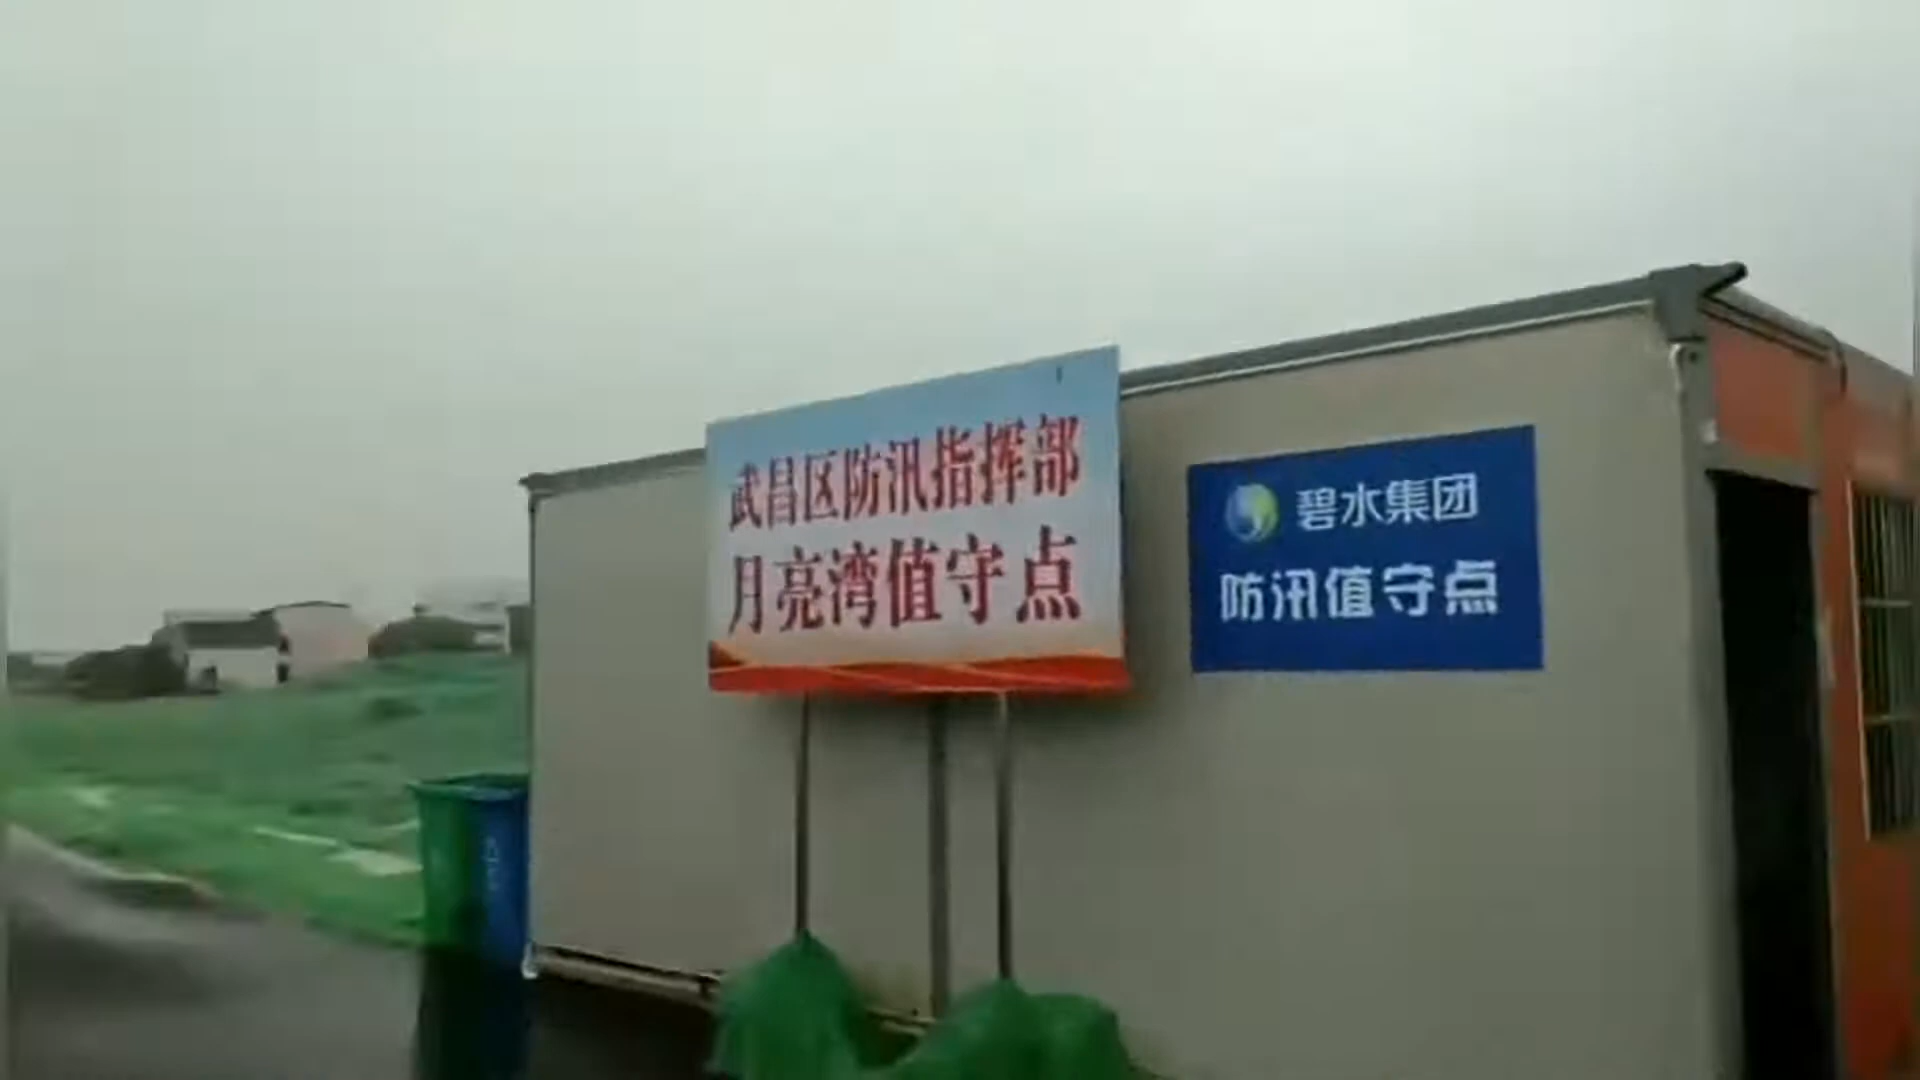 武昌区防汛指挥部
月亮湾值守点
碧水集团
防汛值守点